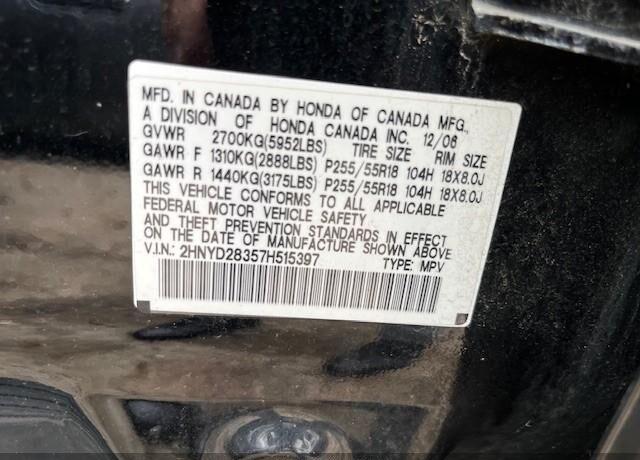 MFD. IN CANADA BY HONDA OF CANADA MFG.,
A DIVISION OF HONDA CANADA INC. 12/06
GVWR 2700KG(5952LBS) TIRE SIZE RIM SIZE
GAWR F 1310KG(2888LBS) P255/55R18 104H 18X8.0J
GAWR R 1440KG(3175LBS) P255/55R18 104H 18X8.0J
THIS VEHICLE CONFORMS TO ALL APPLICABLE
FEDERAL MOTOR VEHICLE SAFETY
AND THEFT PREVENTION STANDARDS IN EFFECT
ON THE DATE OF MANUFACTURE SHOWN ABOVE
V.I.N.: 2HNYD28357H515397 TYPE: MPV